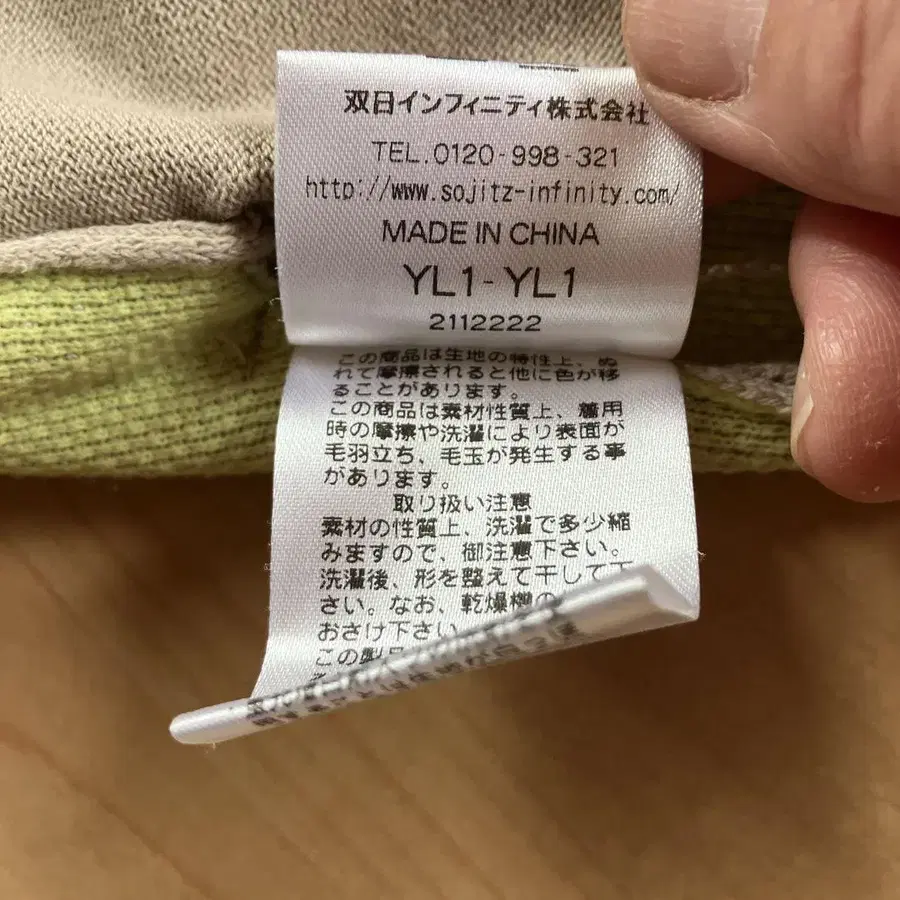 双日インフィニティ株式会社
TEL.0120-998-321
http://www.sojitz-infinity.com/
MADE IN CHINA
YL1-YL1
2112222
この商品は生地の特性上、ぬ
れて摩擦されると他に色が移
ることがあります。
この商品は素材性質上、着用
時の摩擦や洗濯により表面が
毛羽立ち、毛玉が発生する事
があります。
取り扱い注意
素材の性質上、洗濯で多少縮
みますので、御注意下さい。
洗濯後、形を整えて干して下
さい。なお、乾燥機の
おさけ下さい
この製品